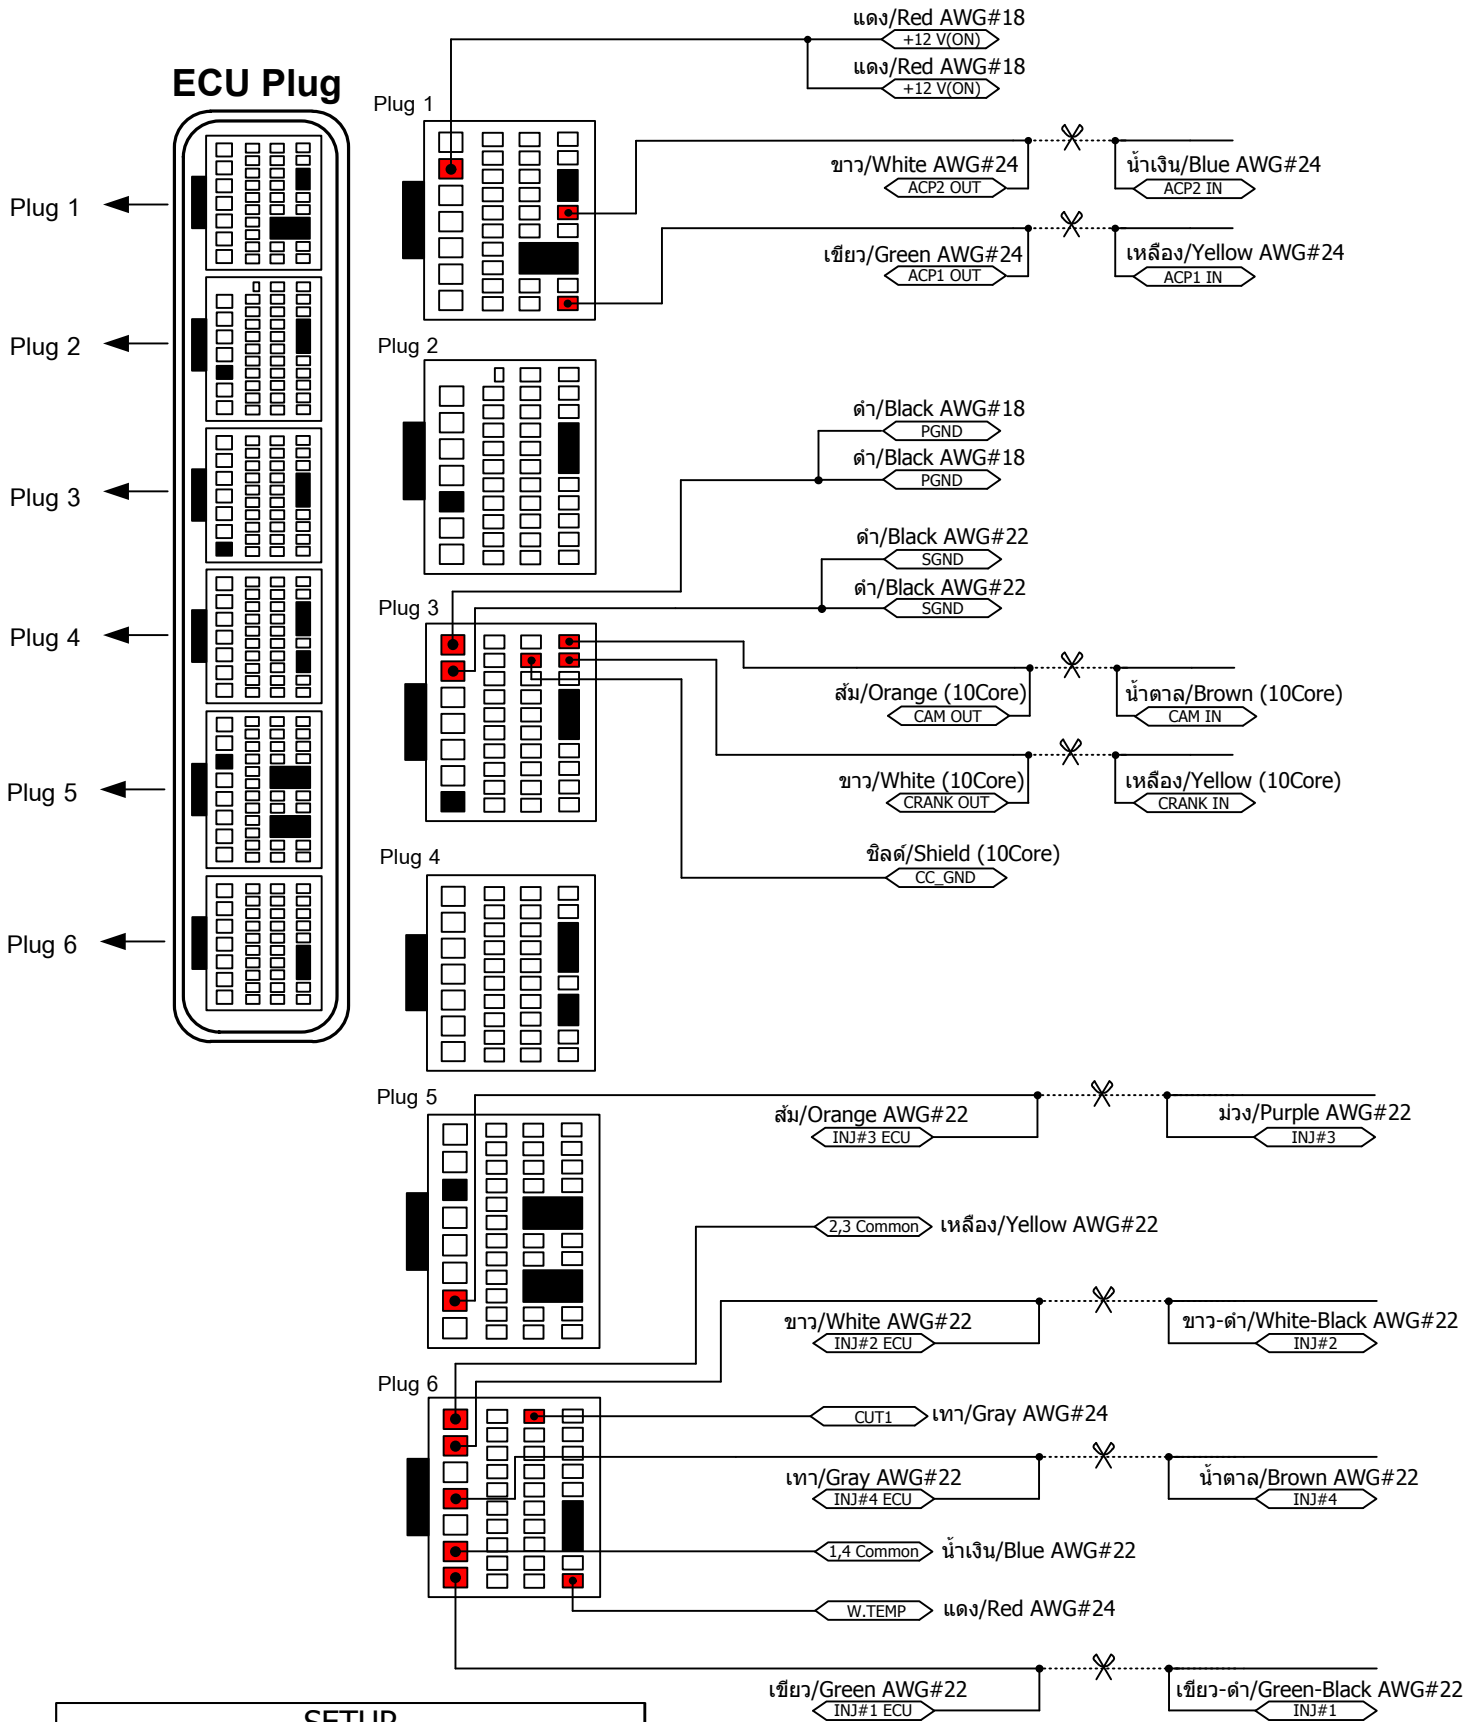 ECU Plug
Plug 1
Plug 2
Plug 3
Plug 4
Plug 5
Plug 6
Plug 1
แดง/Red AWG#18
+12 V(ON)
แดง/Red AWG#18
+12 V(ON)
ขาว/White AWG#24
ACP2 OUT
น้ำเงิน/Blue AWG#24
ACP2 IN
เขียว/Green AWG#24
ACP1 OUT
เหลือง/Yellow AWG#24
ACP1 IN
Plug 2
ดำ/Black AWG#18
PGND
ดำ/Black AWG#18
PGND
ดำ/Black AWG#22
SGND
ดำ/Black AWG#22
SGND
Plug 3
ส้ม/Orange (10Core)
CAM OUT
น้ำตาล/Brown (10Core)
CAM IN
ขาว/White (10Core)
CRANK OUT
เหลือง/Yellow (10Core)
CRANK IN
ชิลด์/Shield (10Core)
CC_GND
Plug 4
Plug 5
ส้ม/Orange AWG#22
INJ#3 ECU
ม่วง/Purple AWG#22
INJ#3
2,3 Common เหลือง/Yellow AWG#22
ขาว/White AWG#22
INJ#2 ECU
ขาว-ดำ/White-Black AWG#22
INJ#2
Plug 6
CUT1 เทา/Gray AWG#24
เทา/Gray AWG#22
INJ#4 ECU
น้ำตาล/Brown AWG#22
INJ#4
1,4 Common น้ำเงิน/Blue AWG#22
W.TEMP แดง/Red AWG#24
เขียว/Green AWG#22
INJ#1 ECU
เขียว-ดำ/Green-Black AWG#22
INJ#1
SETUP